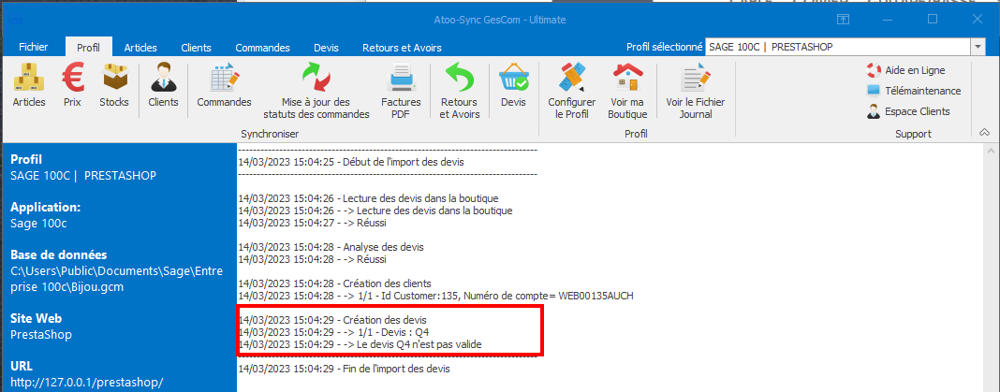 Atoo-Sync GesCom - Ultimate
Fichier Profil Articles Clients Commandes Devis Retours et Avoirs Profil sélectionné SAGE 100C | PRESTASHOP
Articles Prix Stocks Clients Commandes Mise à jour des statuts des commandes Factures PDF Retours et Avoirs Devis Configurer le Profil Voir ma Boutique Voir le Fichier Journal
Aide en Ligne
Télémaintenance
Espace Clients
Synchroniser Profil Support
Profil
SAGE 100C | PRESTASHOP
Application:
Sage 100c
Base de données
C:\Users\Public\Documents\Sage\Entre
prise 100c\Bijou.gcm
Site Web
PrestaShop
URL
http://127.0.0.1/prestashop/
14/03/2023 15:04:25 - Début de l'import des devis
14/03/2023 15:04:26 - Lecture des devis dans la boutique
14/03/2023 15:04:26 - --> Lecture des devis dans la boutique
14/03/2023 15:04:27 - --> Réussi
14/03/2023 15:04:28 - Analyse des devis
14/03/2023 15:04:28 - --> Réussi
14/03/2023 15:04:28 - Création des clients
14/03/2023 15:04:28 - --> 1/1 - Id Customer:135, Numéro de compte= WEB00135AUCH
14/03/2023 15:04:29 - Création des devis
14/03/2023 15:04:29 - --> 1/1 - Devis : Q4
14/03/2023 15:04:29 - --> Le devis Q4 n'est pas valide
14/03/2023 15:04:29 - Fin de l'import des devis